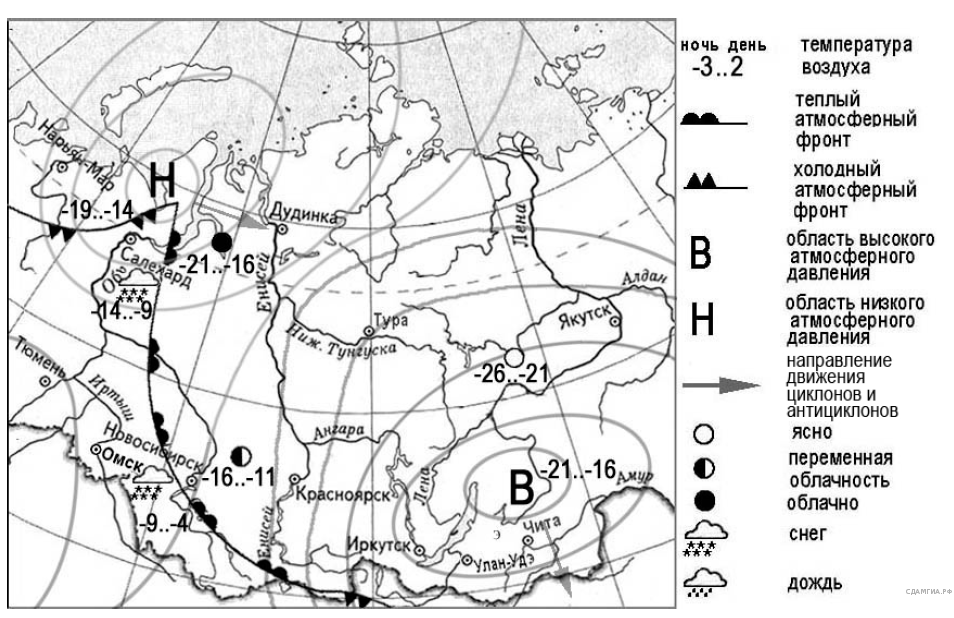 Нарьян-Мар
Н
-19..-14
Дудинка
Салехард
-21..-16
Обь
Енисей
-14..-9
Лена
Алдан
Якутск
Тура
Ниж. Тунгуска
-26..-21
Тюмень
Иртыш
Ангара
Новосибирск
Омск
-16..-11
Красноярск
Лена
В
-21..-16
Амур
-9..-4
Енисей
Иркутск
Э
Чита
Улан-Удэ
ночь день
-3..2
температура
воздуха
теплый
атмосферный
фронт
холодный
атмосферный
фронт
В
область высокого
атмосферного
давления
Н
область низкого
атмосферного
давления
направление
движения
циклонов и
антициклонов
ясно
переменная
облачность
облачно
снег
дождь
СДАМГИА.РФ